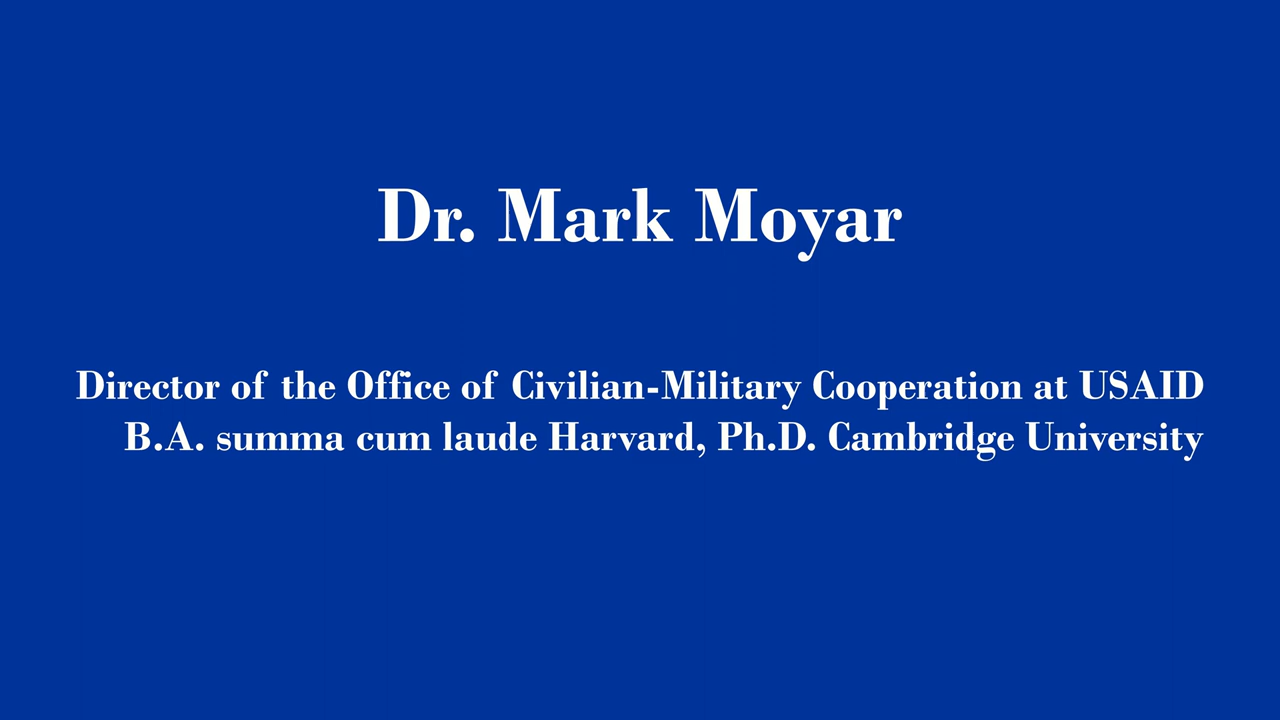 Dr. Mark Moyar
Director of the Office of Civilian-Military Cooperation at USAID
B.A. summa cum laude Harvard, Ph.D. Cambridge University